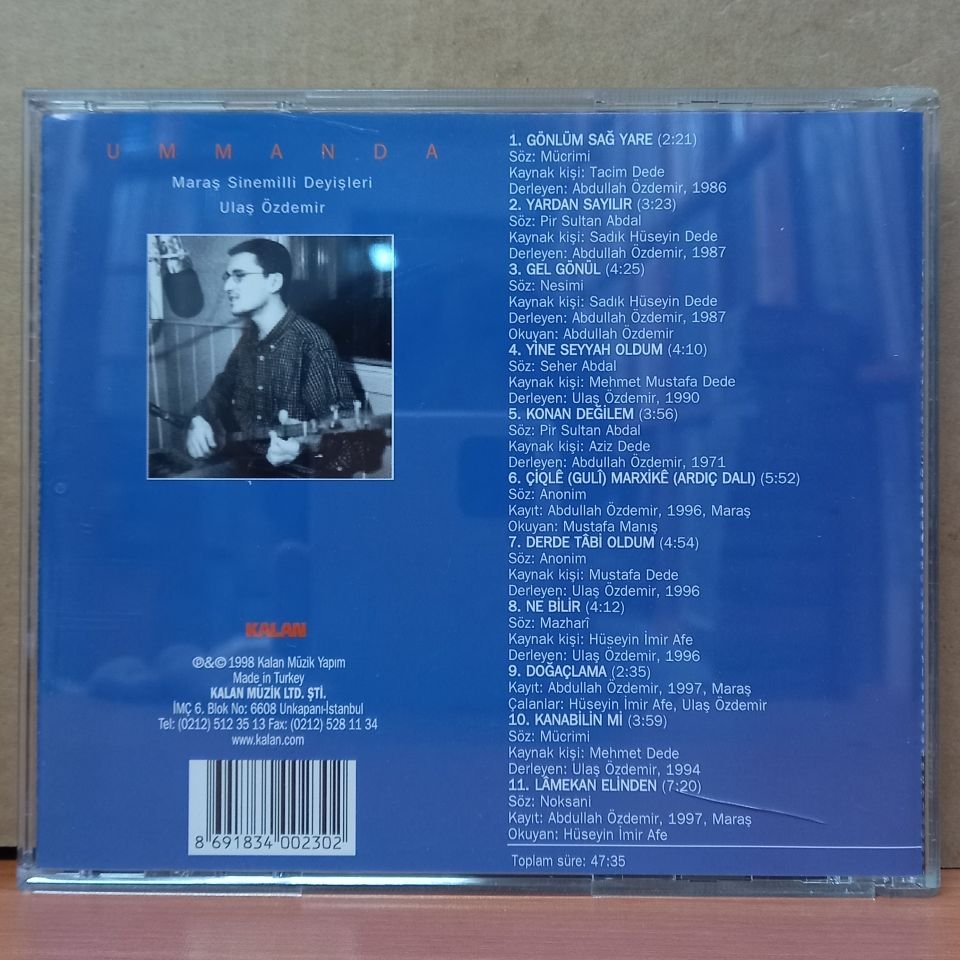 UMMANDA
Maraş Sinemilli Deyişleri
Ulaş Özdemir
KALAN
℗&© 1998 Kalan Müzik Yapım
Made in Turkey
KALAN MÜZİK LTD. ŞTİ.
İMÇ 6. Blok No: 6608 Unkapanı-İstanbul
Tel: (0212) 512 35 13 Fax: (0212) 528 11 34
www.kalan.com
8 691834 002302
1. GÖNLÜM SAĞ YARE (2:21)
Söz: Mücrimi
Kaynak kişi: Tacim Dede
Derleyen: Abdullah Özdemir, 1986
2. YARDAN SAYILIR (3:23)
Söz: Pir Sultan Abdal
Kaynak kişi: Sadık Hüseyin Dede
Derleyen: Abdullah Özdemir, 1987
3. GEL GÖNÜL (4:25)
Söz: Nesimi
Kaynak kişi: Sadık Hüseyin Dede
Derleyen: Abdullah Özdemir, 1987
Okuyan: Abdullah Özdemir
4. YİNE SEYYAH OLDUM (4:10)
Söz: Seher Abdal
Kaynak kişi: Mehmet Mustafa Dede
Derleyen: Ulaş Özdemir, 1990
5. KONAN DEĞİLEM (3:56)
Söz: Pir Sultan Abdal
Kaynak kişi: Aziz Dede
Derleyen: Abdullah Özdemir, 1971
6. ÇİQLÊ (GULÎ) MARXIKÊ (ARDIÇ DALI) (5:52)
Söz: Anonim
Kayıt: Abdullah Özdemir, 1996, Maraş
Okuyan: Mustafa Manış
7. DERDE TÂBİ OLDUM (4:54)
Söz: Anonim
Kaynak kişi: Mustafa Dede
Derleyen: Ulaş Özdemir, 1996
8. NE BİLİR (4:12)
Söz: Mazharî
Kaynak kişi: Hüseyin İmir Afe
Derleyen: Ulaş Özdemir, 1996
9. DOĞAÇLAMA (2:35)
Kayıt: Abdullah Özdemir, 1997, Maraş
Çalanlar: Hüseyin İmir Afe, Ulaş Özdemir
10. KANABİLİN Mİ (3:59)
Söz: Mücrimi
Kaynak kişi: Mehmet Dede
Derleyen: Ulaş Özdemir, 1994
11. LÂMEKAN ELİNDEN (7:20)
Söz: Noksani
Kayıt: Abdullah Özdemir, 1997, Maraş
Okuyan: Hüseyin İmir Afe
Toplam süre: 47:35